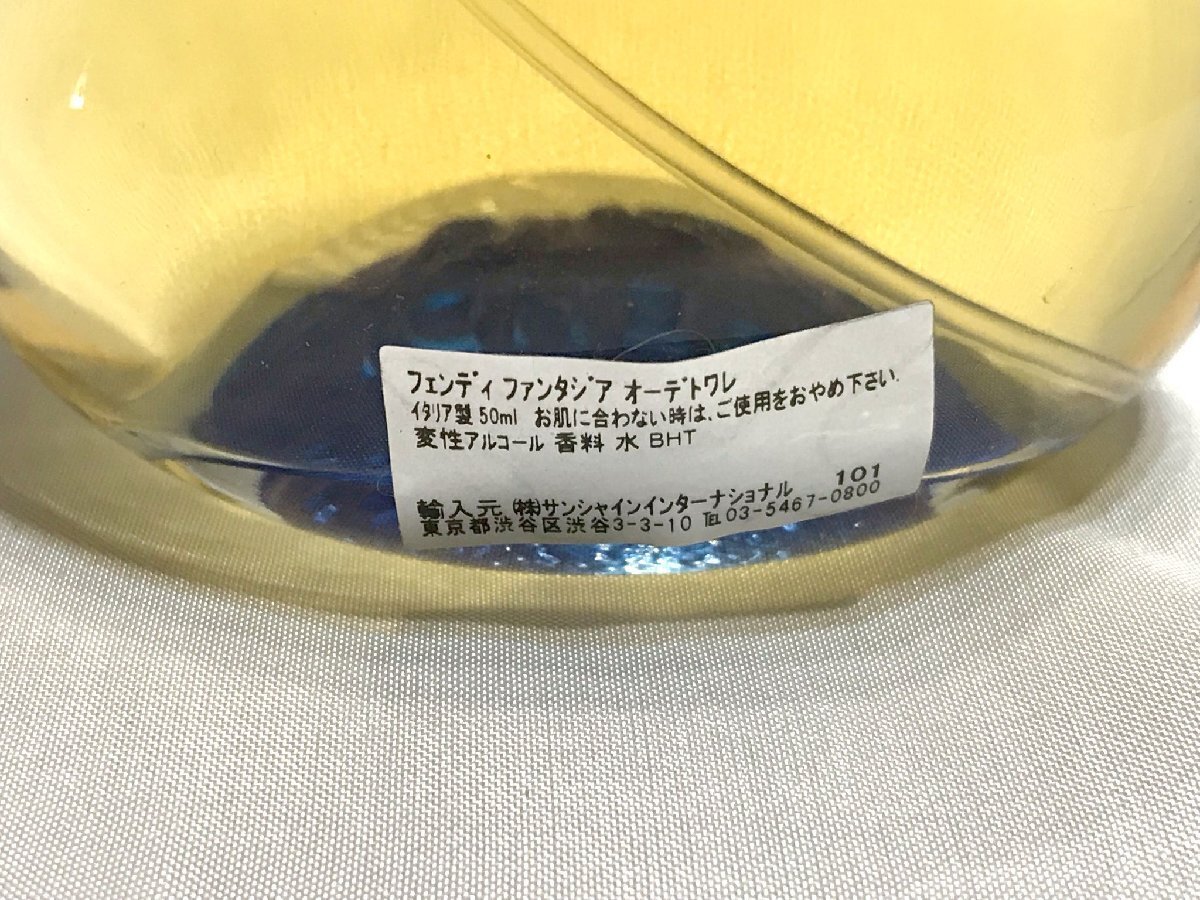 フェンディ ファンタジア オーデトワレ
イタリア製 50ml お肌に合わない時は、ご使用をおやめ下さい.
変性アルコール 香料 水 BHT
101
輸入元 ㈱サンシャインインターナショナル
東京都渋谷区渋谷3-3-10 ℡03-5467-0800